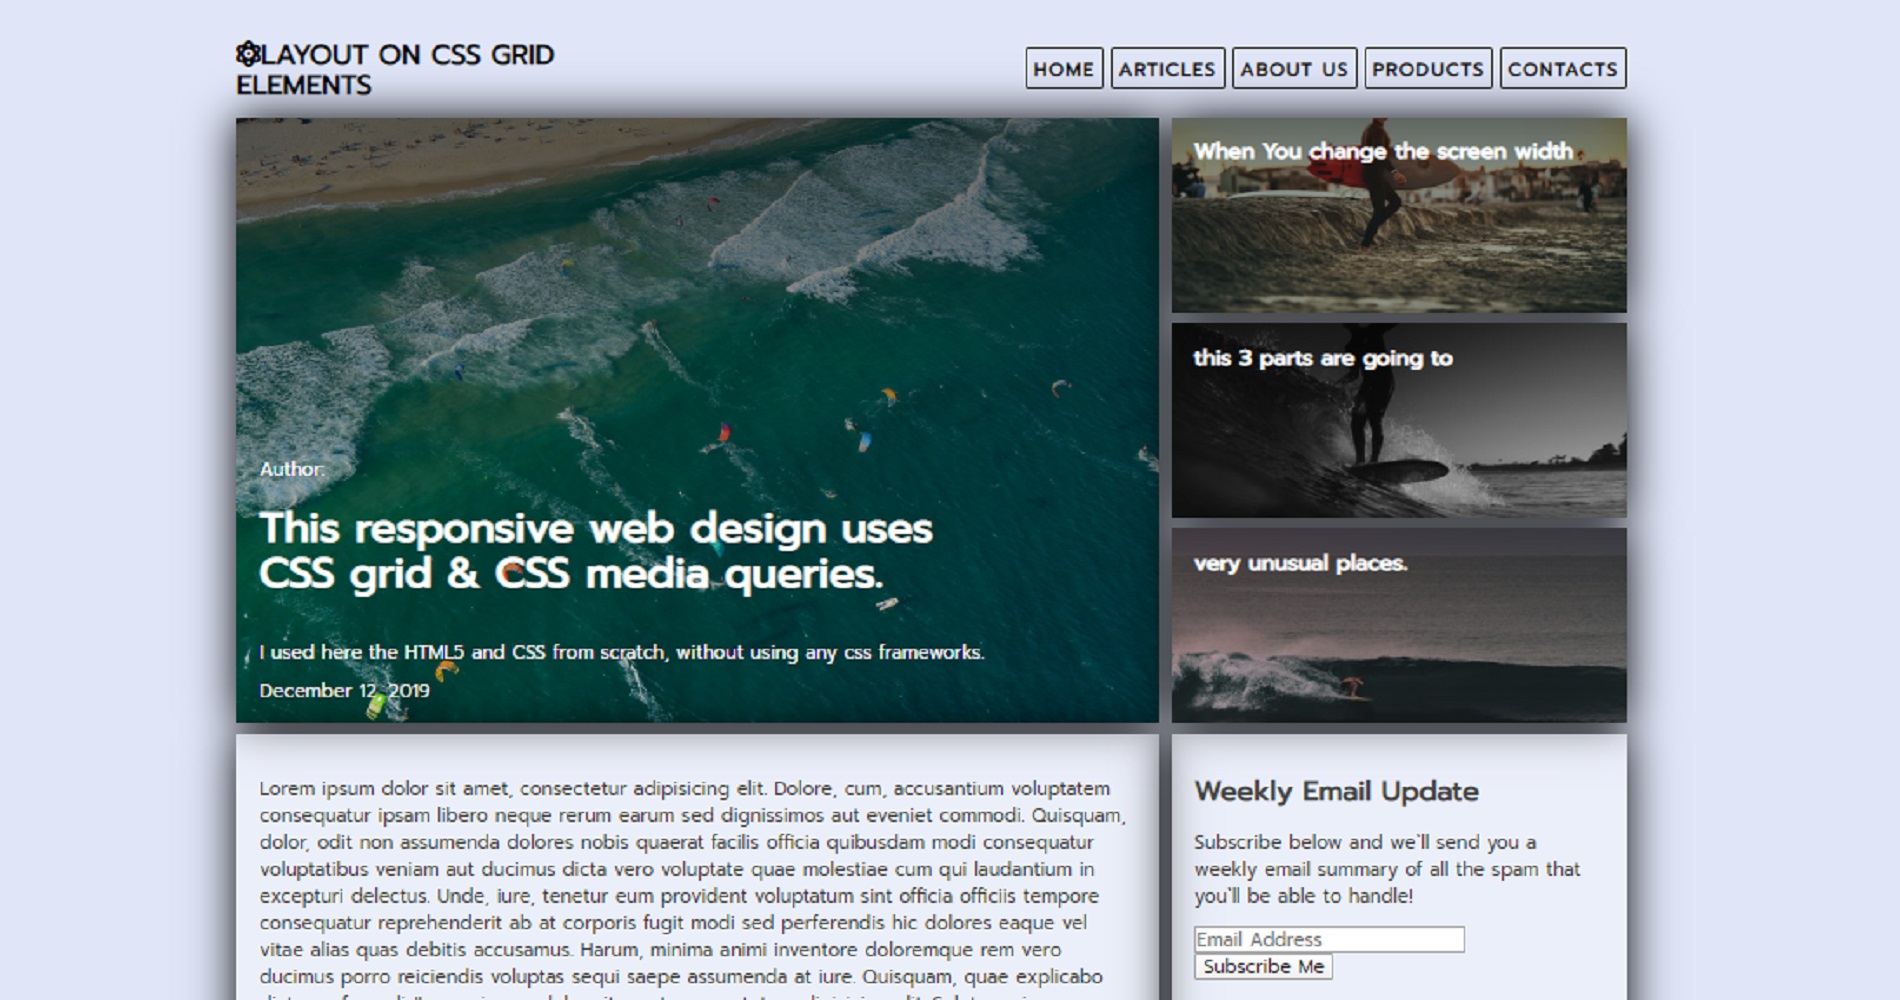 LAYOUT ON CSS GRID
ELEMENTS
HOME
ARTICLES
ABOUT US
PRODUCTS
CONTACTS
Author:
This responsive web design uses
CSS grid & CSS media queries.
I used here the HTML5 and CSS from scratch, without using any css frameworks.
December 12, 2019
When You change the screen width
this 3 parts are going to
very unusual places.
Lorem ipsum dolor sit amet, consectetur adipisicing elit. Dolore, cum, accusantium voluptatem
consequatur ipsam libero neque rerum earum sed dignissimos aut eveniet commodi. Quisquam,
dolor, odit non assumenda dolores nobis quaerat facilis officia quibusdam modi consequatur
voluptatibus veniam aut ducimus dicta vero voluptate quae molestiae cum qui laudantium in
excepturi delectus. Unde, iure, tenetur eum provident voluptatum sint officia officiis tempore
consequatur reprehenderit ab at corporis fugit modi sed perferendis hic dolores eaque vel
vitae alias quas debitis accusamus. Harum, minima animi inventore doloremque rem vero
ducimus porro reiciendis voluptas sequi saepe assumenda at iure. Quisquam, quae explicabo
Weekly Email Update
Subscribe below and we`ll send you a
weekly email summary of all the spam that
you`ll be able to handle!
Email Address
Subscribe Me